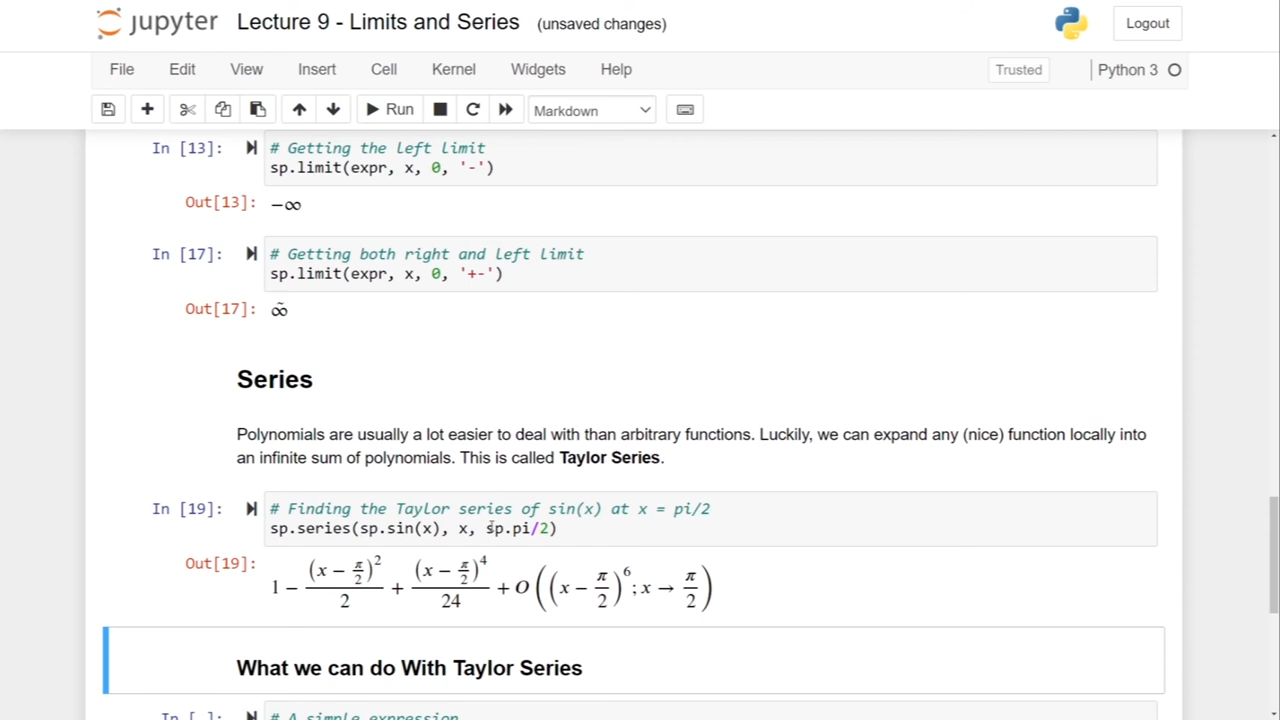 jupyter Lecture 9 - Limits and Series (unsaved changes) Logout
File Edit View Insert Cell Kernel Widgets Help Trusted Python 3
Run Markdown
In [13]: # Getting the left limit
sp.limit(expr, x, 0, '-')
Out[13]: −∞
In [17]: # Getting both right and left limit
sp.limit(expr, x, 0, '+-')
Out[17]: ∞̃
Series
Polynomials are usually a lot easier to deal with than arbitrary functions. Luckily, we can expand any (nice) function locally into
an infinite sum of polynomials. This is called Taylor Series.
In [19]: # Finding the Taylor series of sin(x) at x = pi/2
sp.series(sp.sin(x), x, sp.pi/2)
Out[19]: 1 − (x − π/2)²/2 + (x − π/2)⁴/24 + O((x − π/2)⁶; x → π/2)
What we can do With Taylor Series
In [ ]: # A simple expression